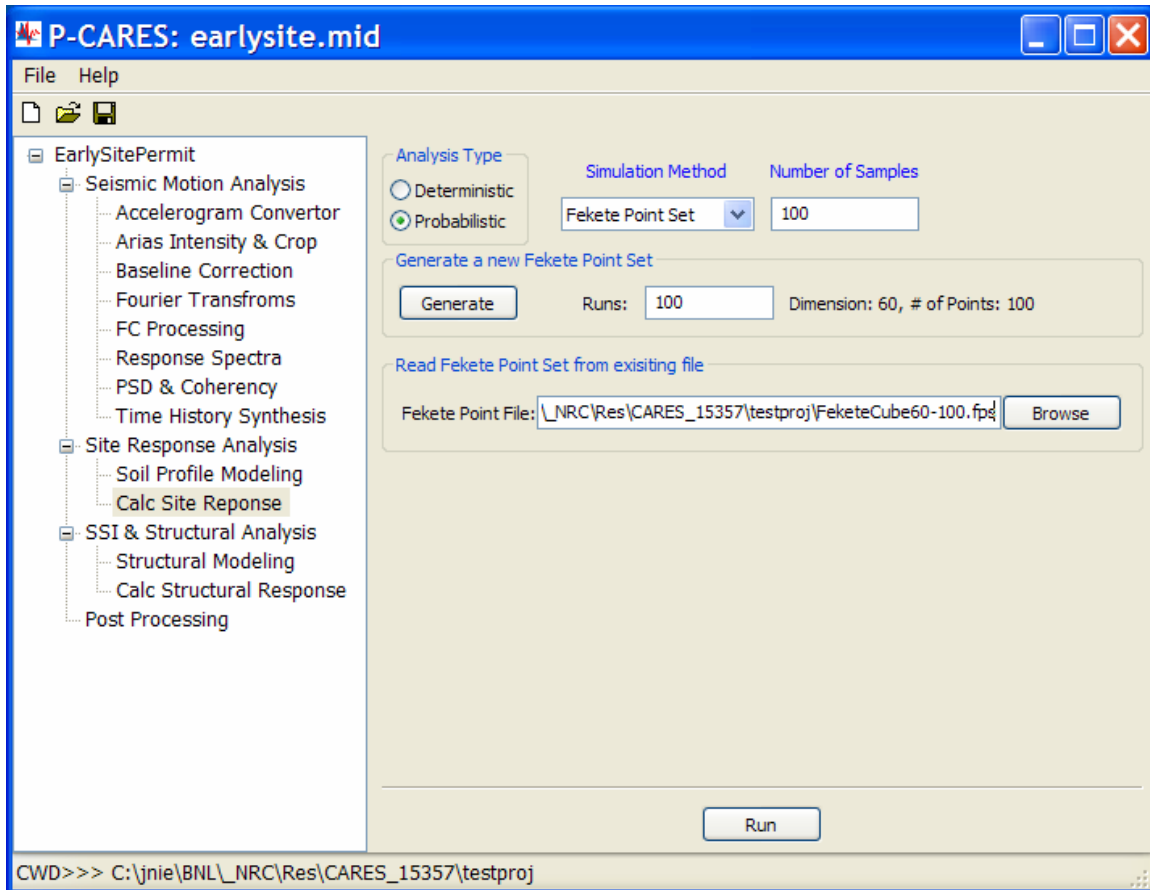 P-CARES: earlysite.mid
File Help
EarlySitePermit
Seismic Motion Analysis
Accelerogram Convertor
Arias Intensity & Crop
Baseline Correction
Fourier Transfroms
FC Processing
Response Spectra
PSD & Coherency
Time History Synthesis
Site Response Analysis
Soil Profile Modeling
Calc Site Reponse
SSI & Structural Analysis
Structural Modeling
Calc Structural Response
Post Processing
Analysis Type
Deterministic
Probabilistic
Simulation Method
Fekete Point Set
Number of Samples
100
Generate a new Fekete Point Set
Generate Runs: 100 Dimension: 60, # of Points: 100
Read Fekete Point Set from exisiting file
Fekete Point File: \_NRC\Res\CARES_15357\testproj\FeketeCube60-100.fps Browse
Run
CWD>>> C:\jnie\BNL\_NRC\Res\CARES_15357\testproj